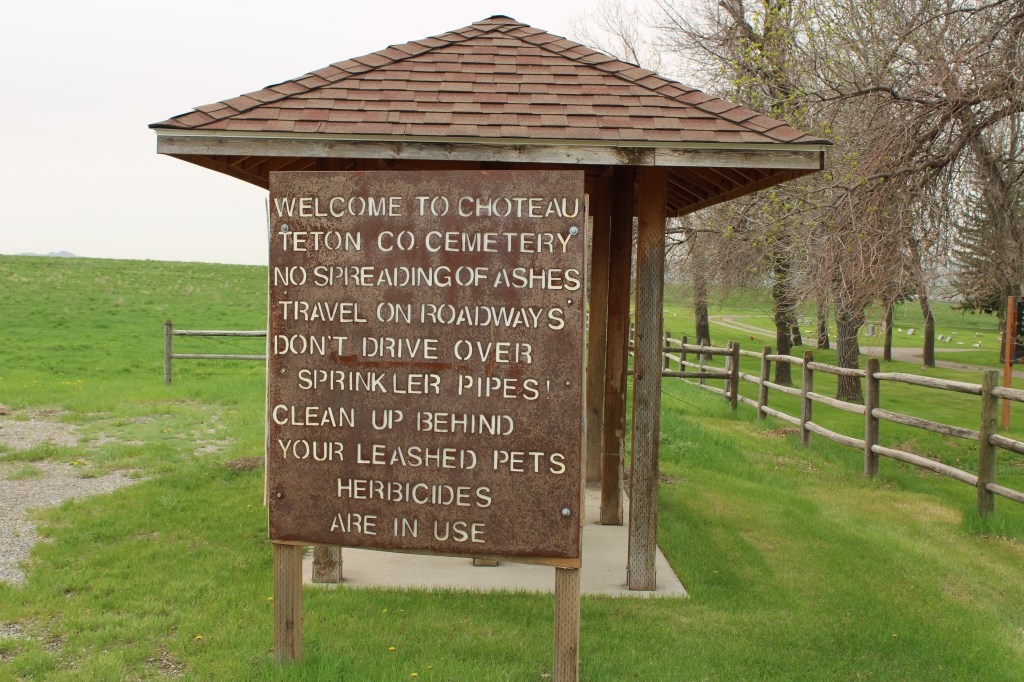 WELCOME TO CHOTEAU
TETON CO CEMETERY
NO SPREADING OF ASHES
TRAVEL ON ROADWAYS
DON'T DRIVE OVER
SPRINKLER PIPES!
CLEAN UP BEHIND
YOUR LEASHED PETS
HERBICIDES
ARE IN USE